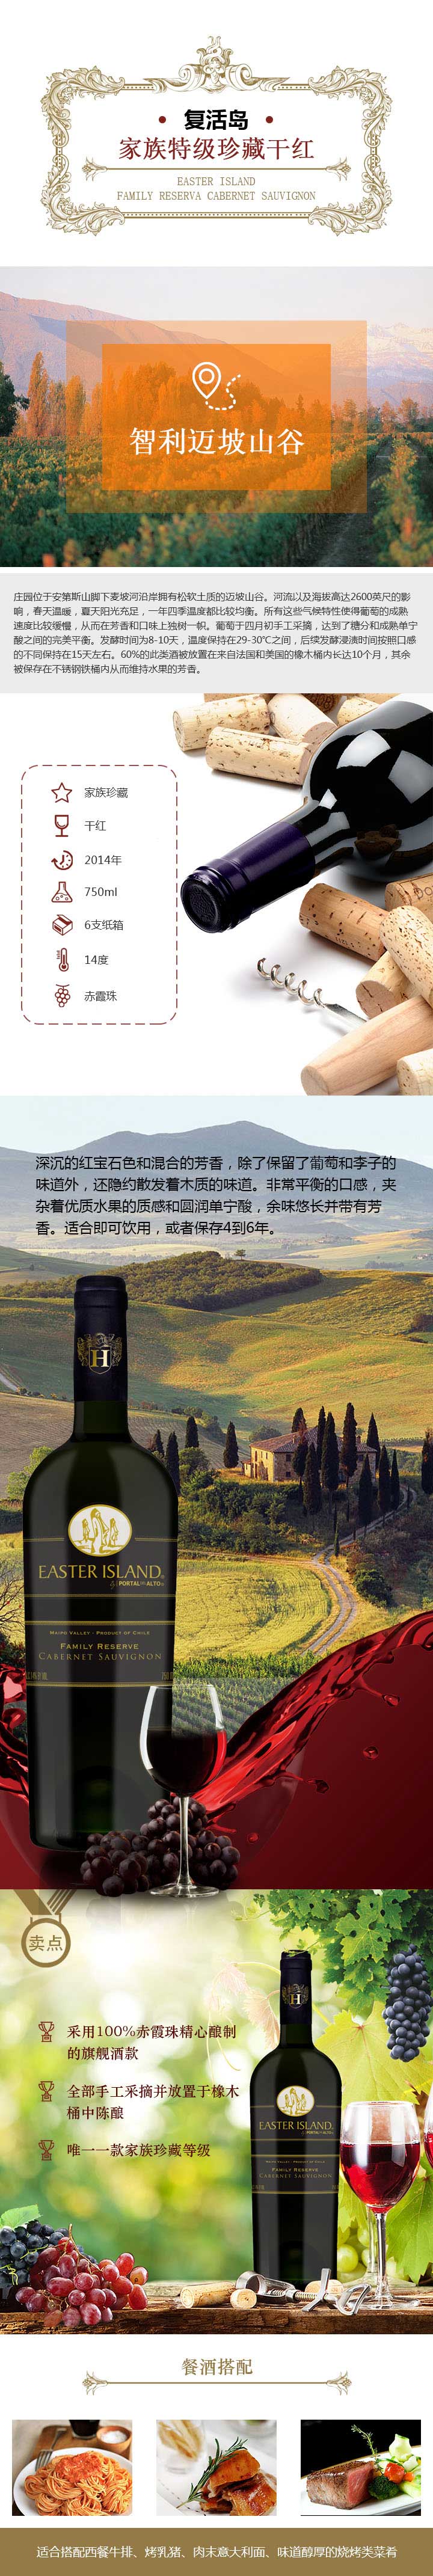 复活岛
家族特级珍藏干红
EASTER ISLAND
FAMILY RESERVA CABERNET SAUVIGNON
智利迈坡山谷
庄园位于安第斯山脚下麦坡河沿岸拥有松软土质的迈坡山谷。河流以及海拔高达2600英尺的影
响，春天温暖，夏天阳光充足，一年四季温度都比较均衡。所有这些气候特性使得葡萄的成熟
速度比较缓慢，从而在芳香和口味上独树一帜。葡萄于四月初手工采摘，达到了糖分和成熟单宁
酸之间的完美平衡。发酵时间为8-10天，温度保持在29-30℃之间，后续发酵浸渍时间按照口感
的不同保持在15天左右。60%的此类酒被放置在来自法国和美国的橡木桶内长达10个月，其余
被保存在不锈钢铁桶内从而维持水果的芳香。
家族珍藏
干红
2014年
750ml
6支纸箱
14度
赤霞珠
深沉的红宝石色和混合的芳香，除了保留了葡萄和李子的
味道外，还隐约散发着木质的味道。非常平衡的口感，夹
杂着优质水果的质感和圆润单宁酸，余味悠长并带有芳
香。适合即可饮用，或者保存4到6年。
H
EASTER ISLAND
PORTAL DEL ALTO
MAIPO VALLEY - PRODUCT OF CHILE
FAMILY RESERVE
CABERNET SAUVIGNON
卖点
采用100%赤霞珠精心酿制
的旗舰酒款
全部手工采摘并放置于橡木
桶中陈酿
唯一一款家族珍藏等级
H
EASTER ISLAND
MAIPO VALLEY - PRODUCT OF CHILE
FAMILY RESERVE
CABERNET SAUVIGNON
餐酒搭配
适合搭配西餐牛排、烤乳猪、肉末意大利面、味道醇厚的烧烤类菜肴